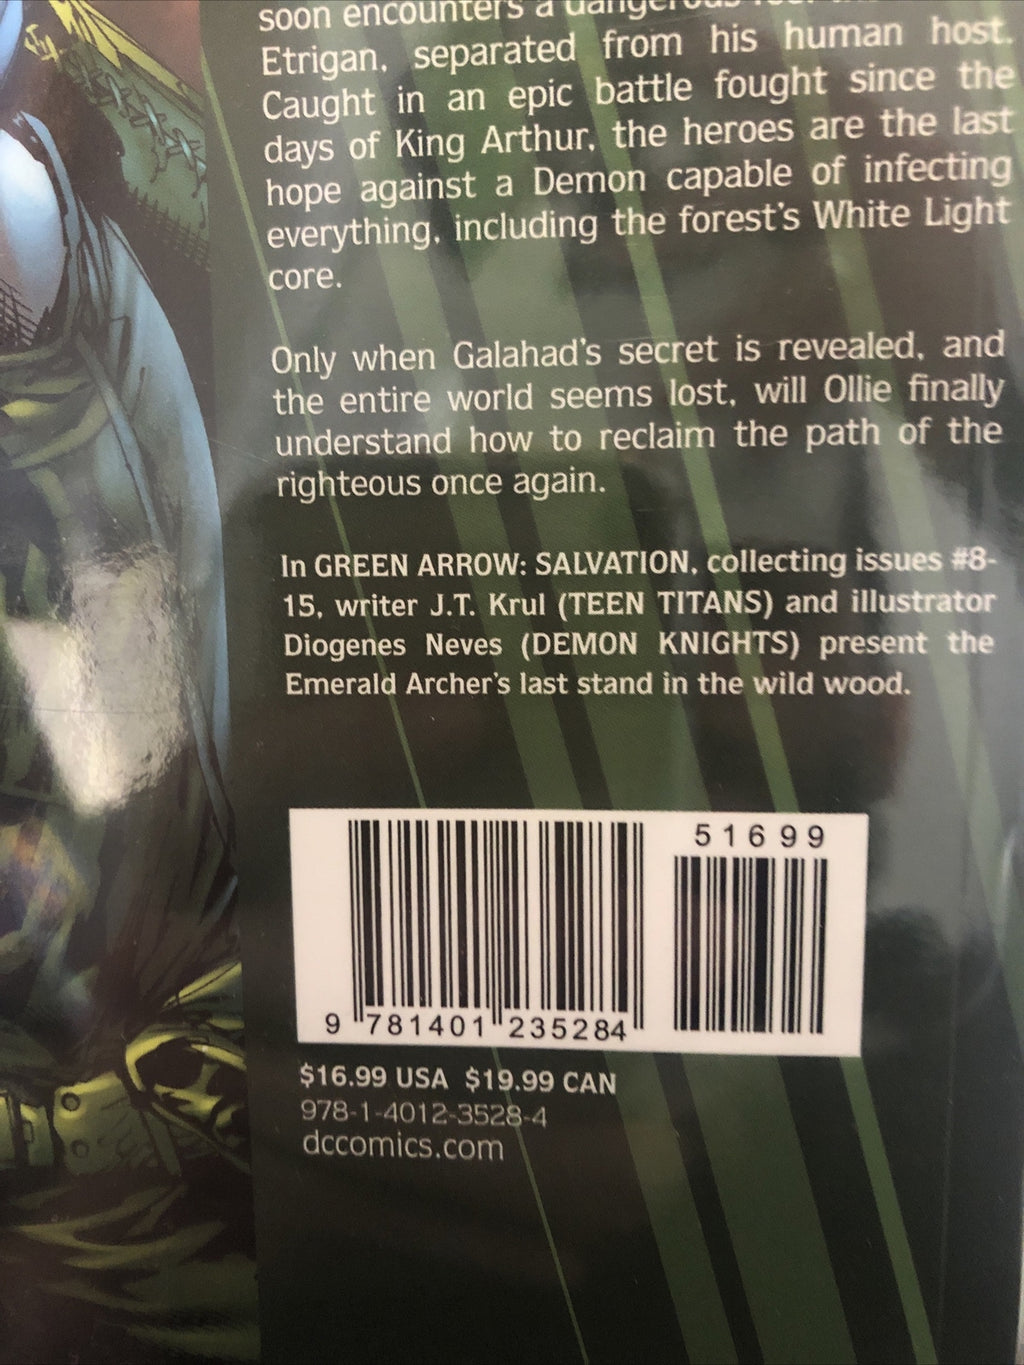 soon encounters a dangerous
Etrigan, separated from his human host.
Caught in an epic battle fought since the
days of King Arthur, the heroes are the last
hope against a Demon capable of infecting
everything, including the forest's White Light
core.
Only when Galahad's secret is revealed, and
the entire world seems lost, will Ollie finally
understand how to reclaim the path of the
righteous once again.
In GREEN ARROW: SALVATION, collecting issues #8-
15, writer J.T. Krul (TEEN TITANS) and illustrator
Diogenes Neves (DEMON KNIGHTS) present the
Emerald Archer's last stand in the wild wood.
51699
9 781401 235284
$16.99 USA $19.99 CAN
978-1-4012-3528-4
dccomics.com